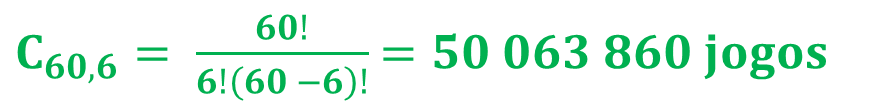 C₆₀,₆ = 60! / 6!(60 −6)! = 50 063 860 jogos